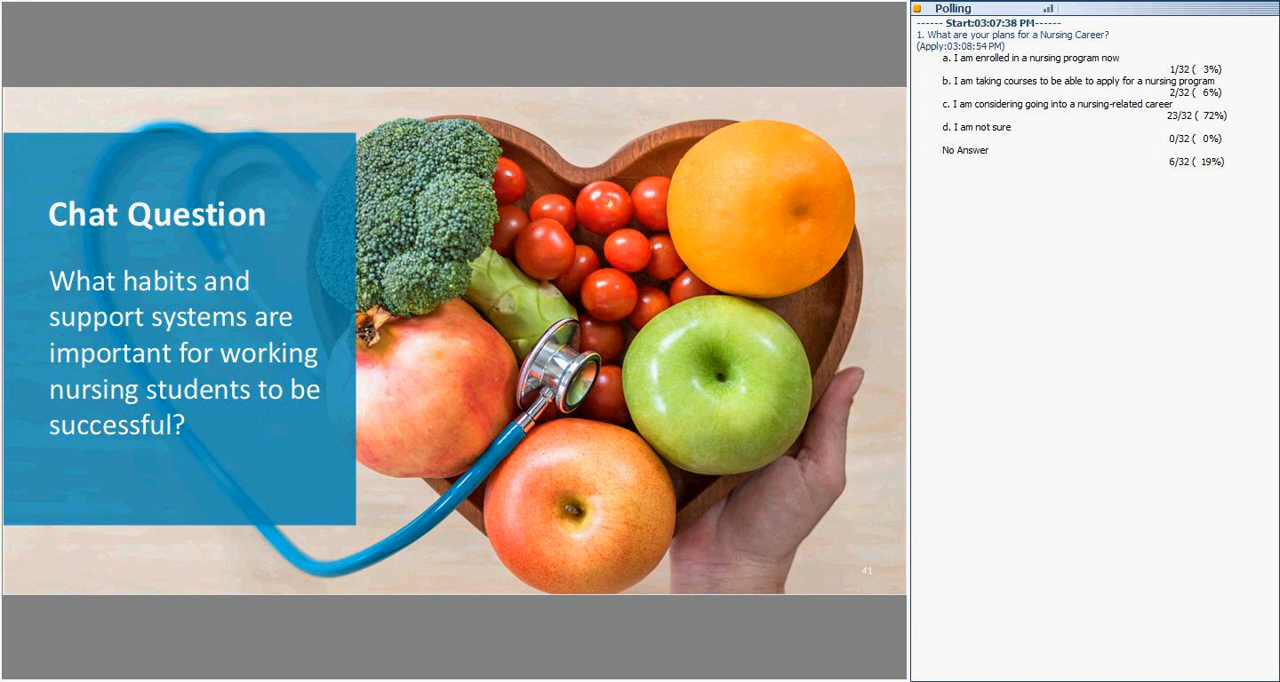 Chat Question
What habits and
support systems are
important for working
nursing students to be
successful?
41
Polling
------ Start:03:07:38 PM------
1. What are your plans for a Nursing Career?
(Apply:03:08:54 PM)
a. I am enrolled in a nursing program now
1/32 ( 3%)
b. I am taking courses to be able to apply for a nursing program
2/32 ( 6%)
c. I am considering going into a nursing-related career
23/32 ( 72%)
d. I am not sure
0/32 ( 0%)
No Answer
6/32 ( 19%)